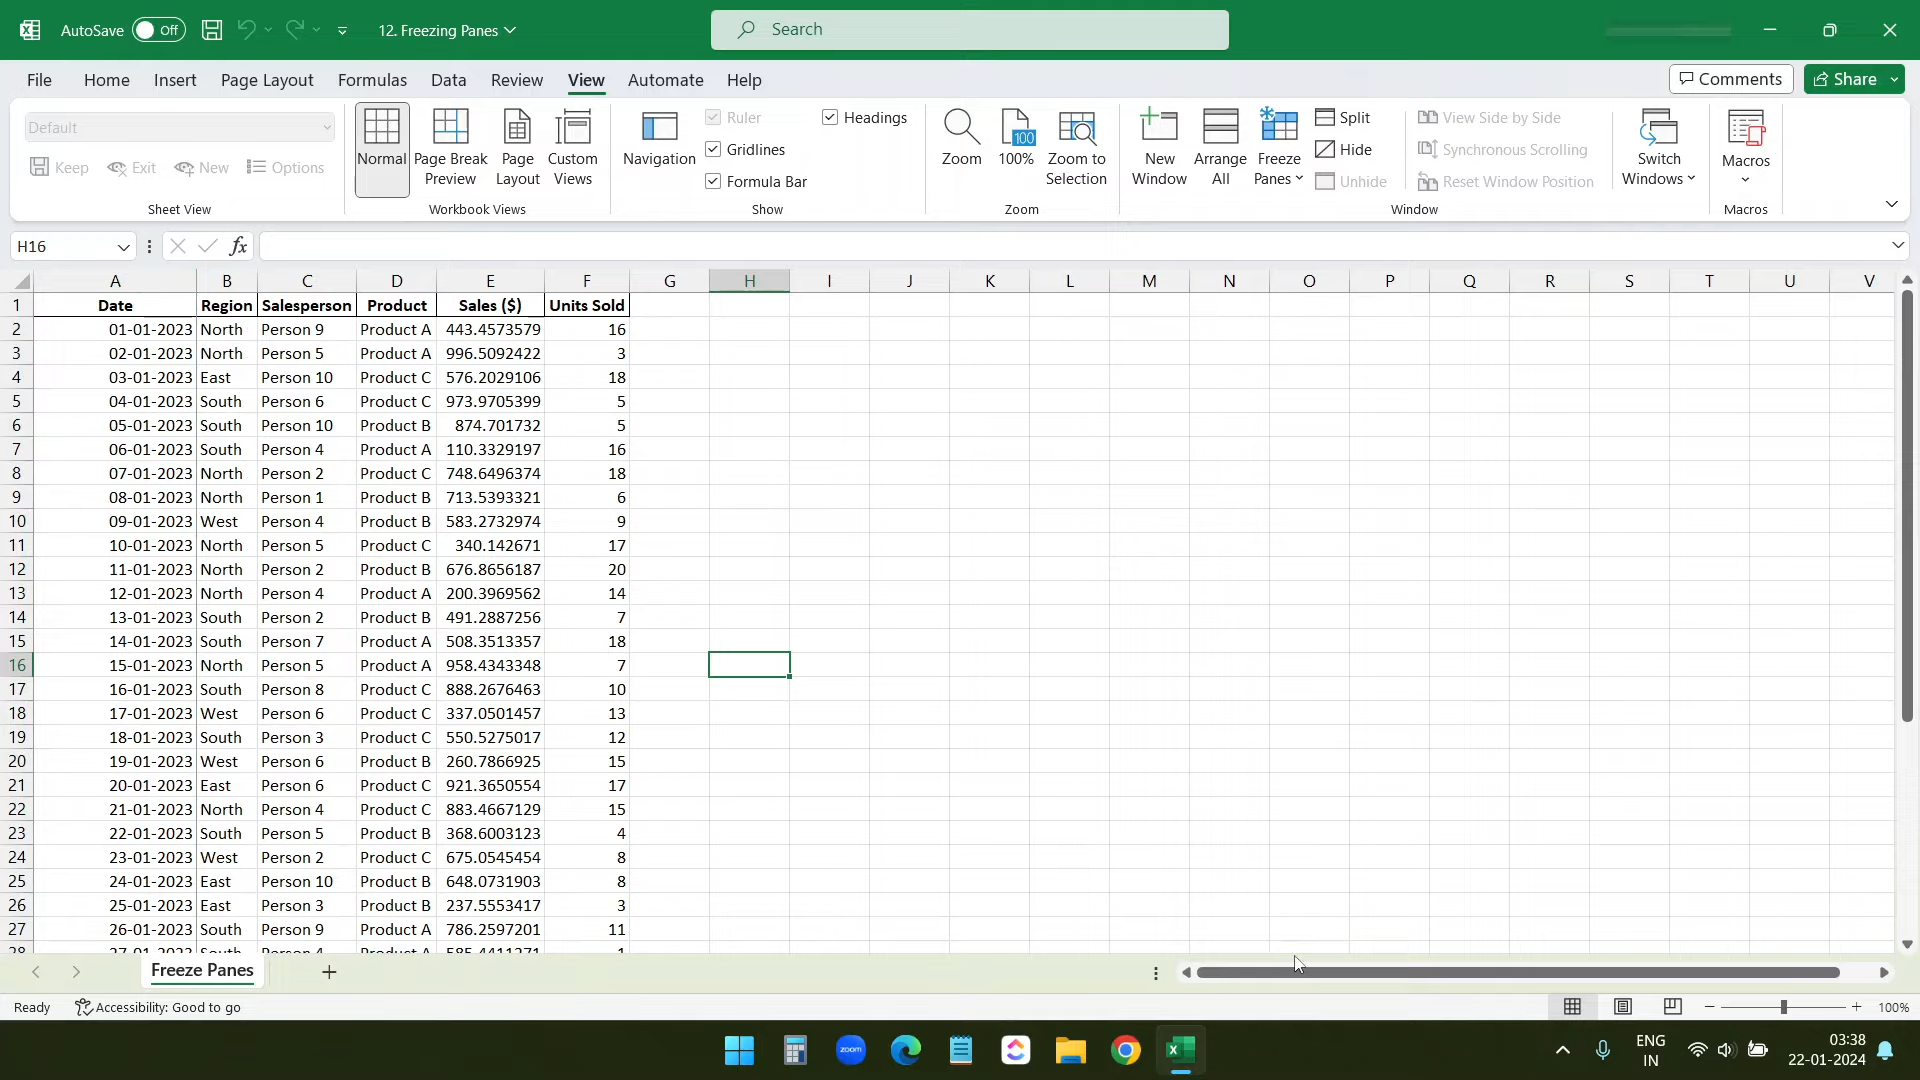 AutoSave Off 12. Freezing Panes Search
File Home Insert Page Layout Formulas Data Review View Automate Help Comments Share
Default
Keep Exit New Options
Sheet View
Normal Page Break Preview Page Layout Custom Views
Workbook Views
Navigation
Ruler
Gridlines
Formula Bar
Headings
Show
Zoom 100 100% Zoom to Selection
Zoom
New Window Arrange All Freeze Panes
Split
Hide
Unhide
View Side by Side
Synchronous Scrolling
Reset Window Position
Switch Windows
Window
Macros
Macros
H16 fx
A B C D E F G H I J K L M N O P Q R S T U V
1 Date Region Salesperson Product Sales ($) Units Sold
2 01-01-2023 North Person 9 Product A 443.4573579 16
3 02-01-2023 North Person 5 Product A 996.5092422 3
4 03-01-2023 East Person 10 Product C 576.2029106 18
5 04-01-2023 South Person 6 Product C 973.9705399 5
6 05-01-2023 South Person 10 Product B 874.701732 5
7 06-01-2023 South Person 4 Product A 110.3329197 16
8 07-01-2023 North Person 2 Product C 748.6496374 18
9 08-01-2023 North Person 1 Product B 713.5393321 6
10 09-01-2023 West Person 4 Product B 583.2732974 9
11 10-01-2023 North Person 5 Product C 340.142671 17
12 11-01-2023 North Person 2 Product B 676.8656187 20
13 12-01-2023 North Person 4 Product A 200.3969562 14
14 13-01-2023 South Person 2 Product B 491.2887256 7
15 14-01-2023 South Person 7 Product A 508.3513357 18
16 15-01-2023 North Person 5 Product A 958.4343348 7
17 16-01-2023 South Person 8 Product C 888.2676463 10
18 17-01-2023 West Person 6 Product C 337.0501457 13
19 18-01-2023 South Person 3 Product C 550.5275017 12
20 19-01-2023 West Person 6 Product B 260.7866925 15
21 20-01-2023 East Person 6 Product C 921.3650554 17
22 21-01-2023 North Person 4 Product C 883.4667129 15
23 22-01-2023 South Person 5 Product B 368.6003123 4
24 23-01-2023 West Person 2 Product C 675.0545454 8
25 24-01-2023 East Person 10 Product B 648.0731903 8
26 25-01-2023 East Person 3 Product B 237.5553417 3
27 26-01-2023 South Person 9 Product A 786.2597201 11
28 27-01-2023 South Person 4 Product A 585.4411271 1
Freeze Panes
Ready Accessibility: Good to go 100%
zoom ENG IN 03:38
22-01-2024